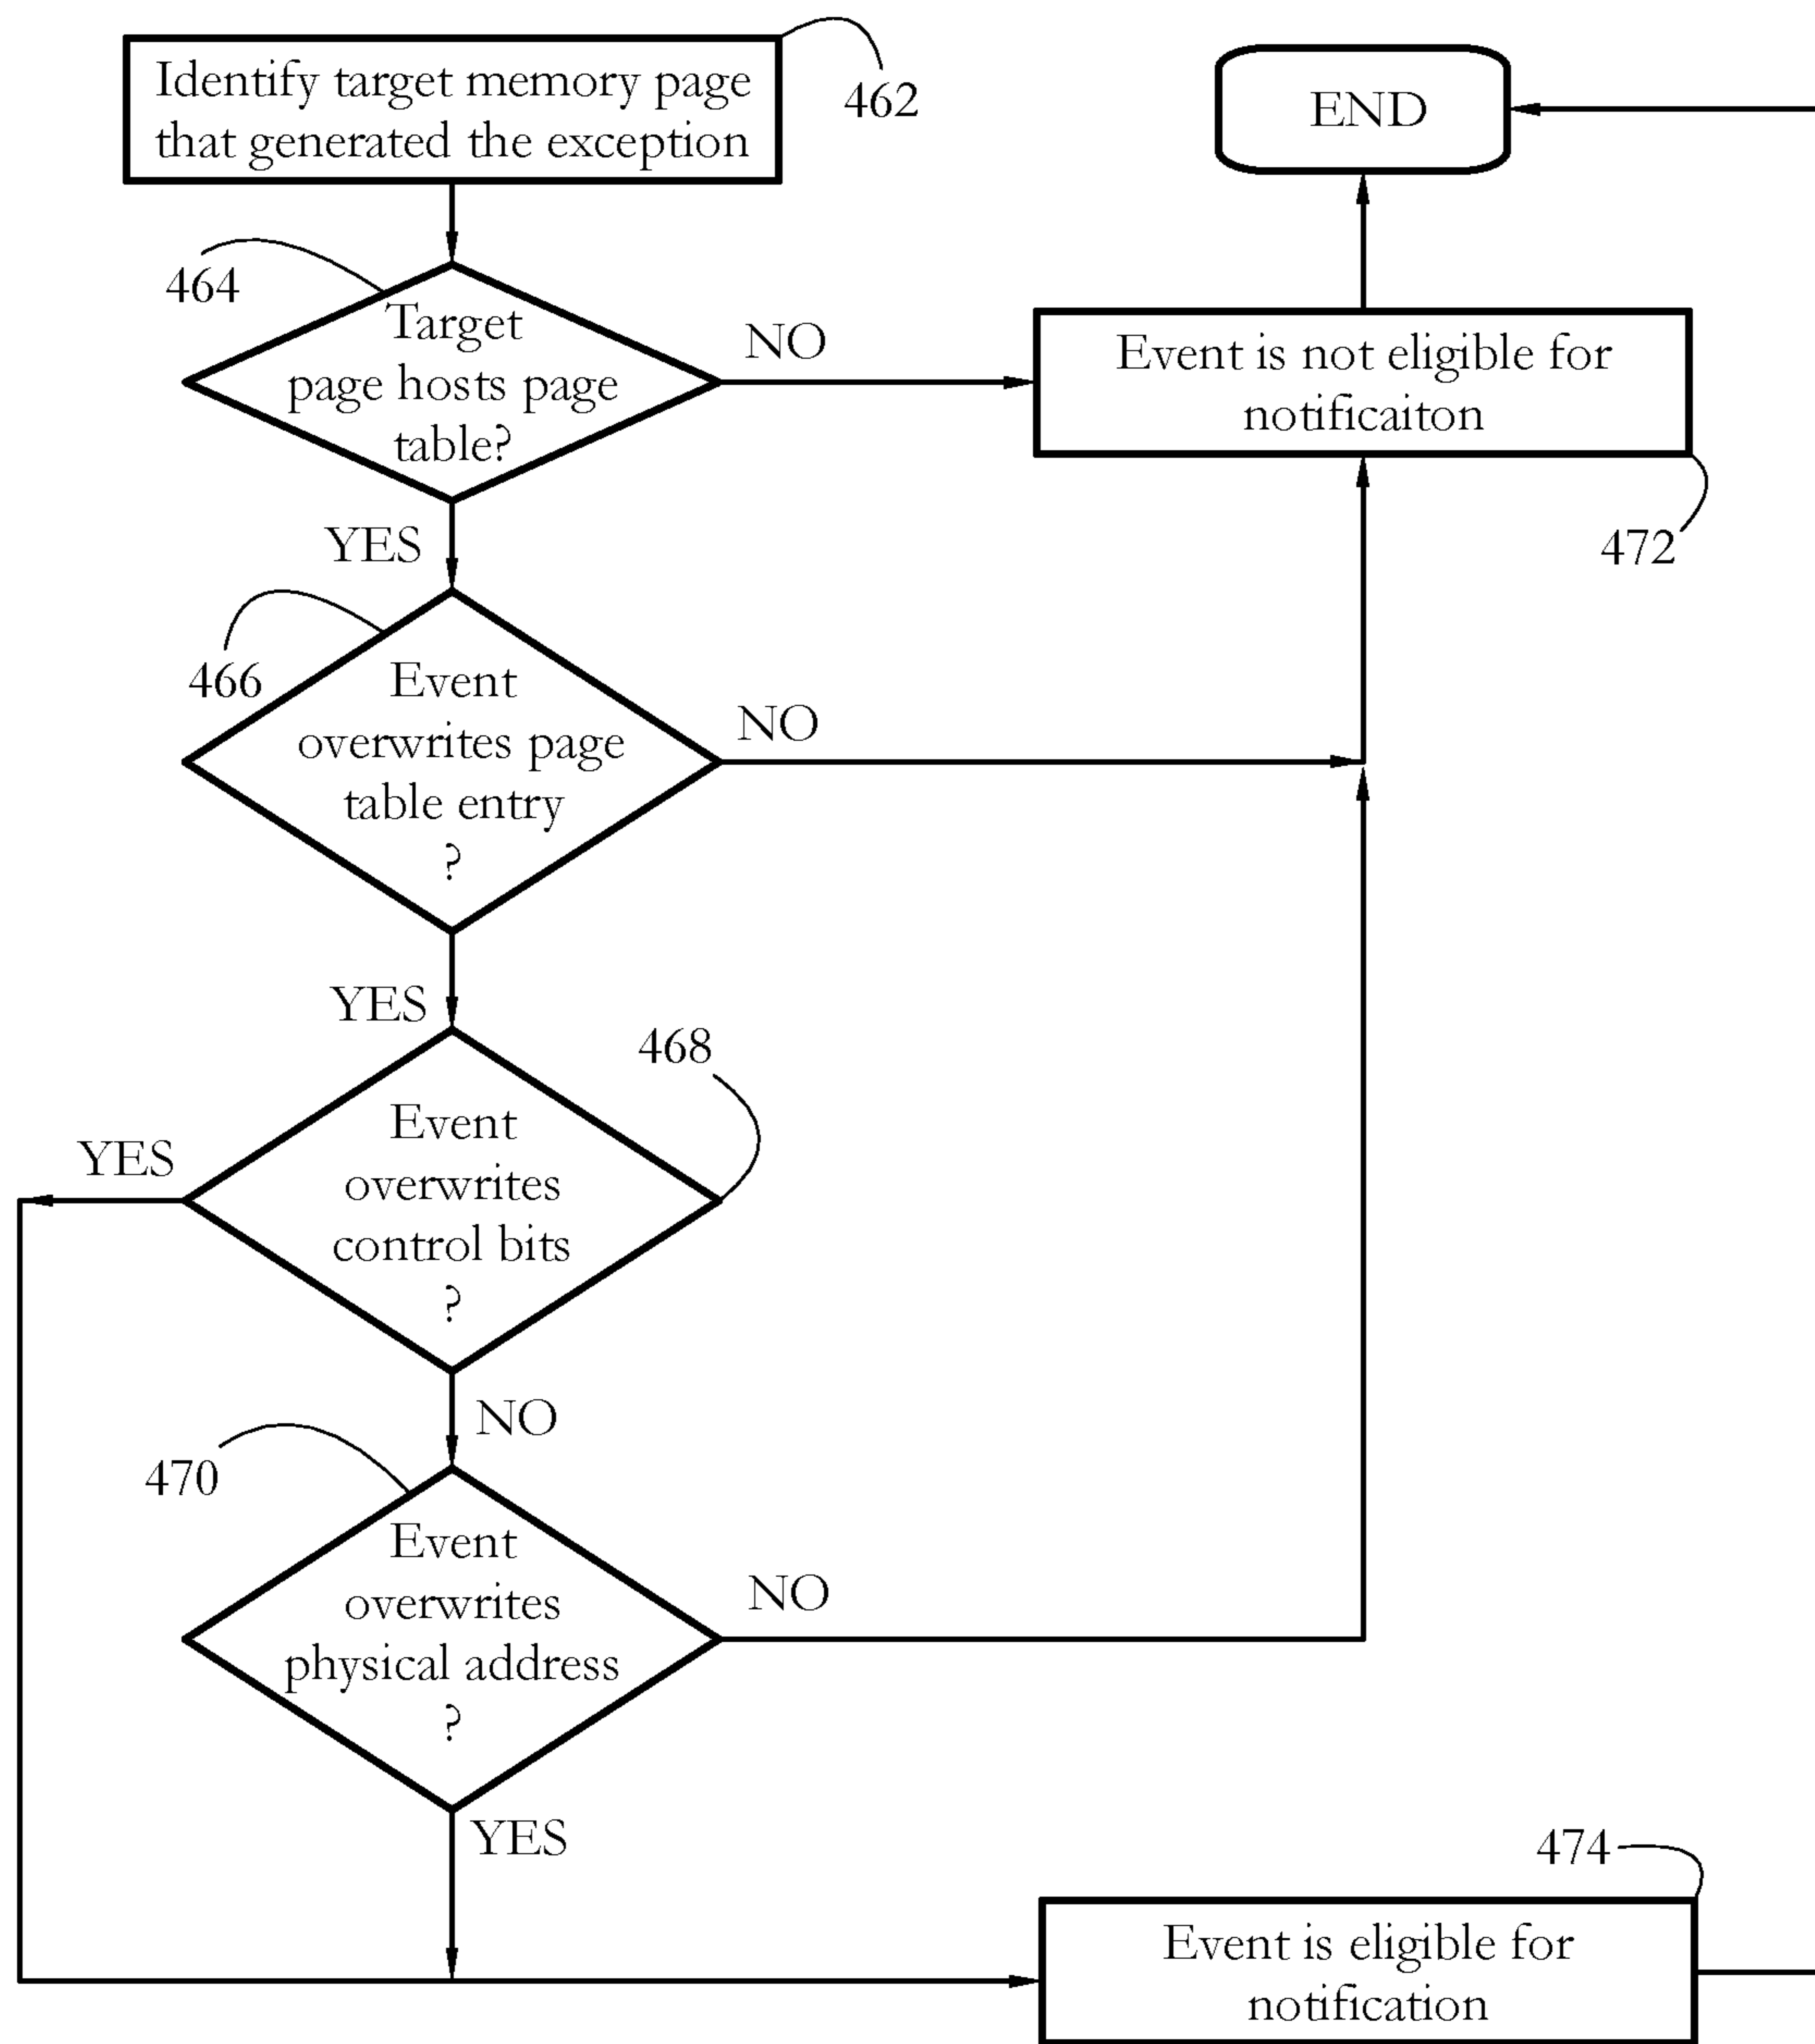 Identify target memory page
that generated the exception
462
END
464
Target
page hosts page
table?
NO
Event is not eligible for
notificaiton
472
YES
466
Event
overwrites page
table entry
?
NO
YES
468
Event
overwrites
control bits
?
YES
NO
470
Event
overwrites
physical address
?
NO
YES
474
Event is eligible for
notification